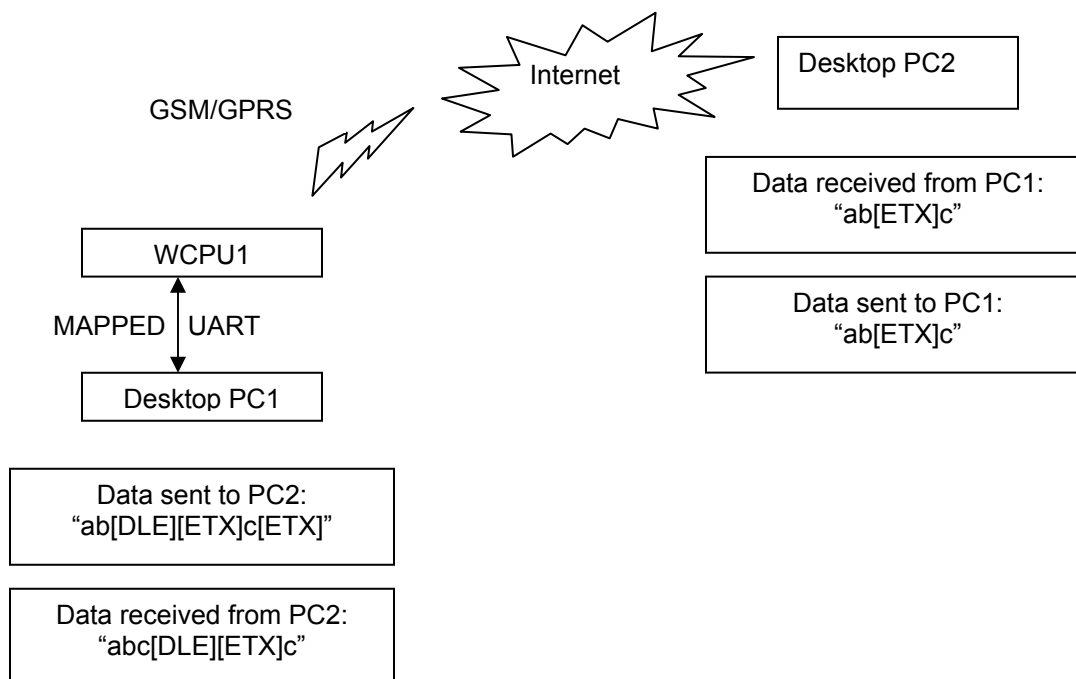 Internet
Desktop PC2
GSM/GPRS
Data received from PC1:
“ab[ETX]c”
WCPU1
Data sent to PC1:
“ab[ETX]c”
MAPPED UART
Desktop PC1
Data sent to PC2:
“ab[DLE][ETX]c[ETX]”
Data received from PC2:
“abc[DLE][ETX]c”